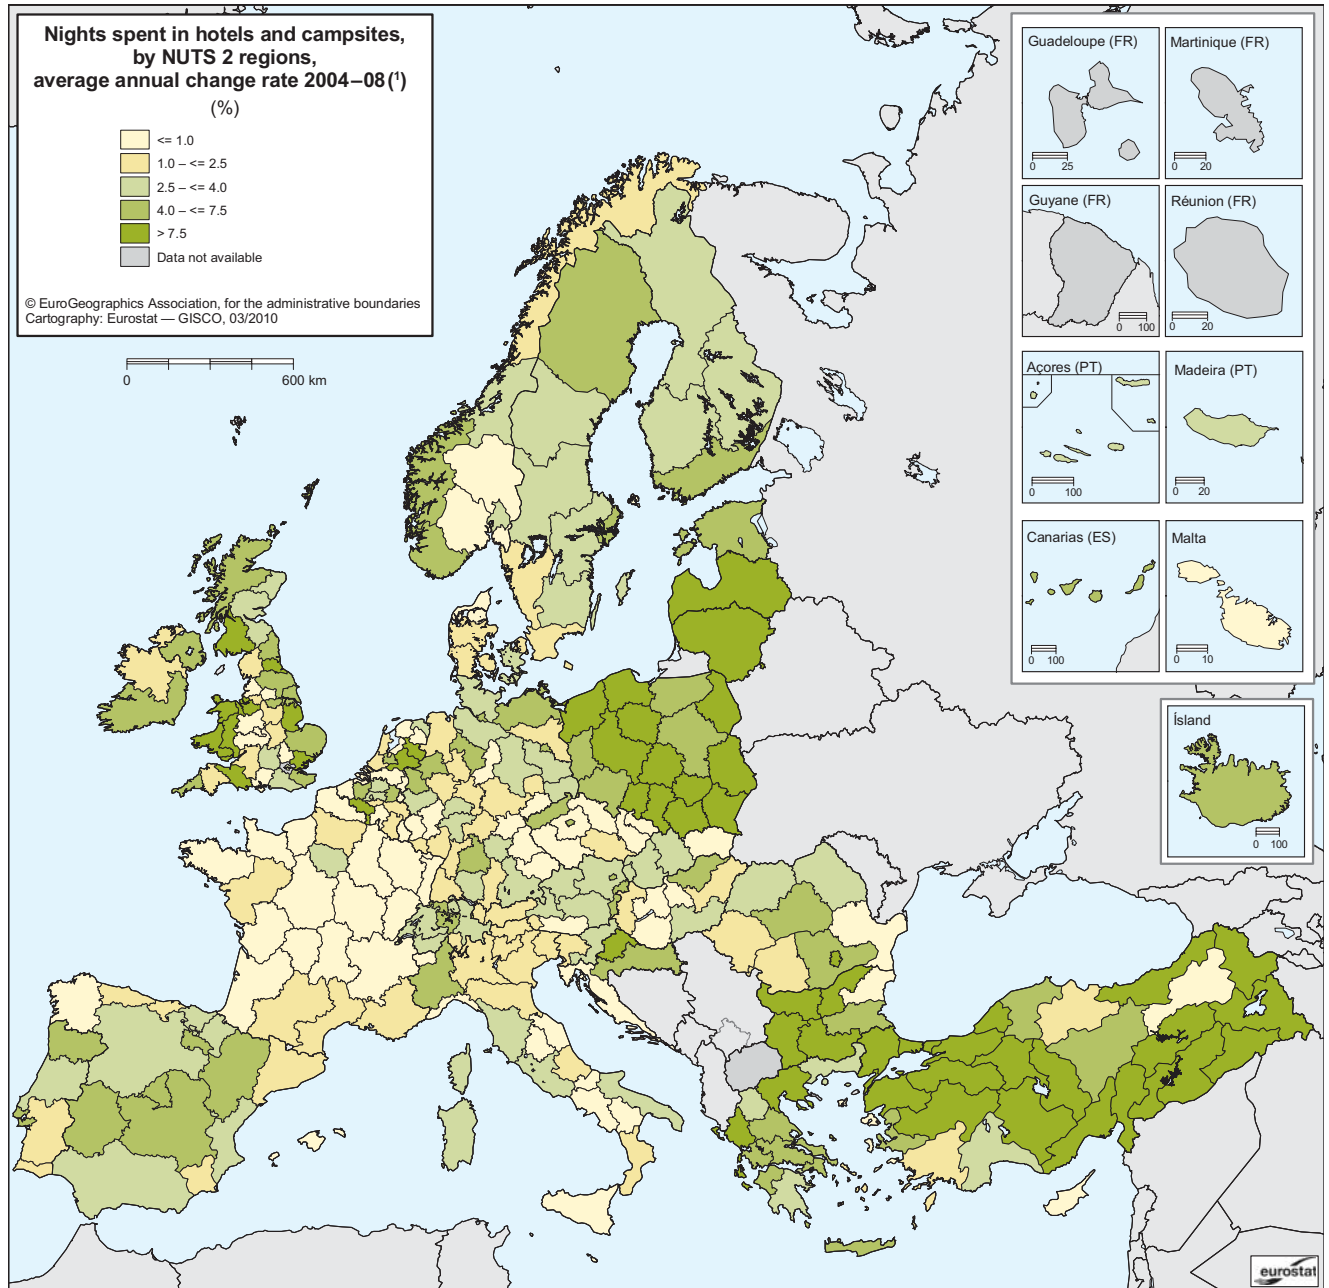 Nights spent in hotels and campsites,
by NUTS 2 regions,
average annual change rate 2004–08 (¹)
(%)
<= 1.0
1.0 – <= 2.5
2.5 – <= 4.0
4.0 – <= 7.5
> 7.5
Data not available
© EuroGeographics Association, for the administrative boundaries
Cartography: Eurostat — GISCO, 03/2010
0 600 km
Guadeloupe (FR)
0 25
Martinique (FR)
0 20
Guyane (FR)
0 100
Réunion (FR)
0 20
Açores (PT)
0 100
Madeira (PT)
0 20
Canarias (ES)
0 100
Malta
0 10
Ísland
0 100
eurostat